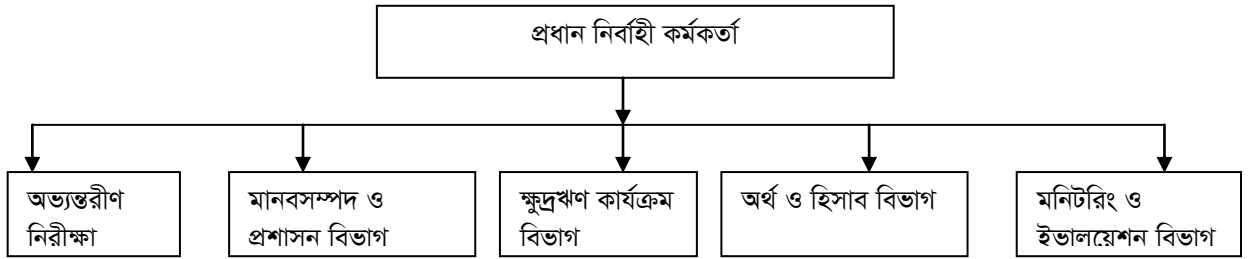 প্রধান নির্বাহী কর্মকর্তা
অভ্যন্তরীণ
নিরীক্ষা
মানবসম্পদ ও
প্রশাসন বিভাগ
ক্ষুদ্রঋণ কার্যক্রম
বিভাগ
অর্থ ও হিসাব বিভাগ
মনিটরিং ও
ইভালয়েশন বিভাগ